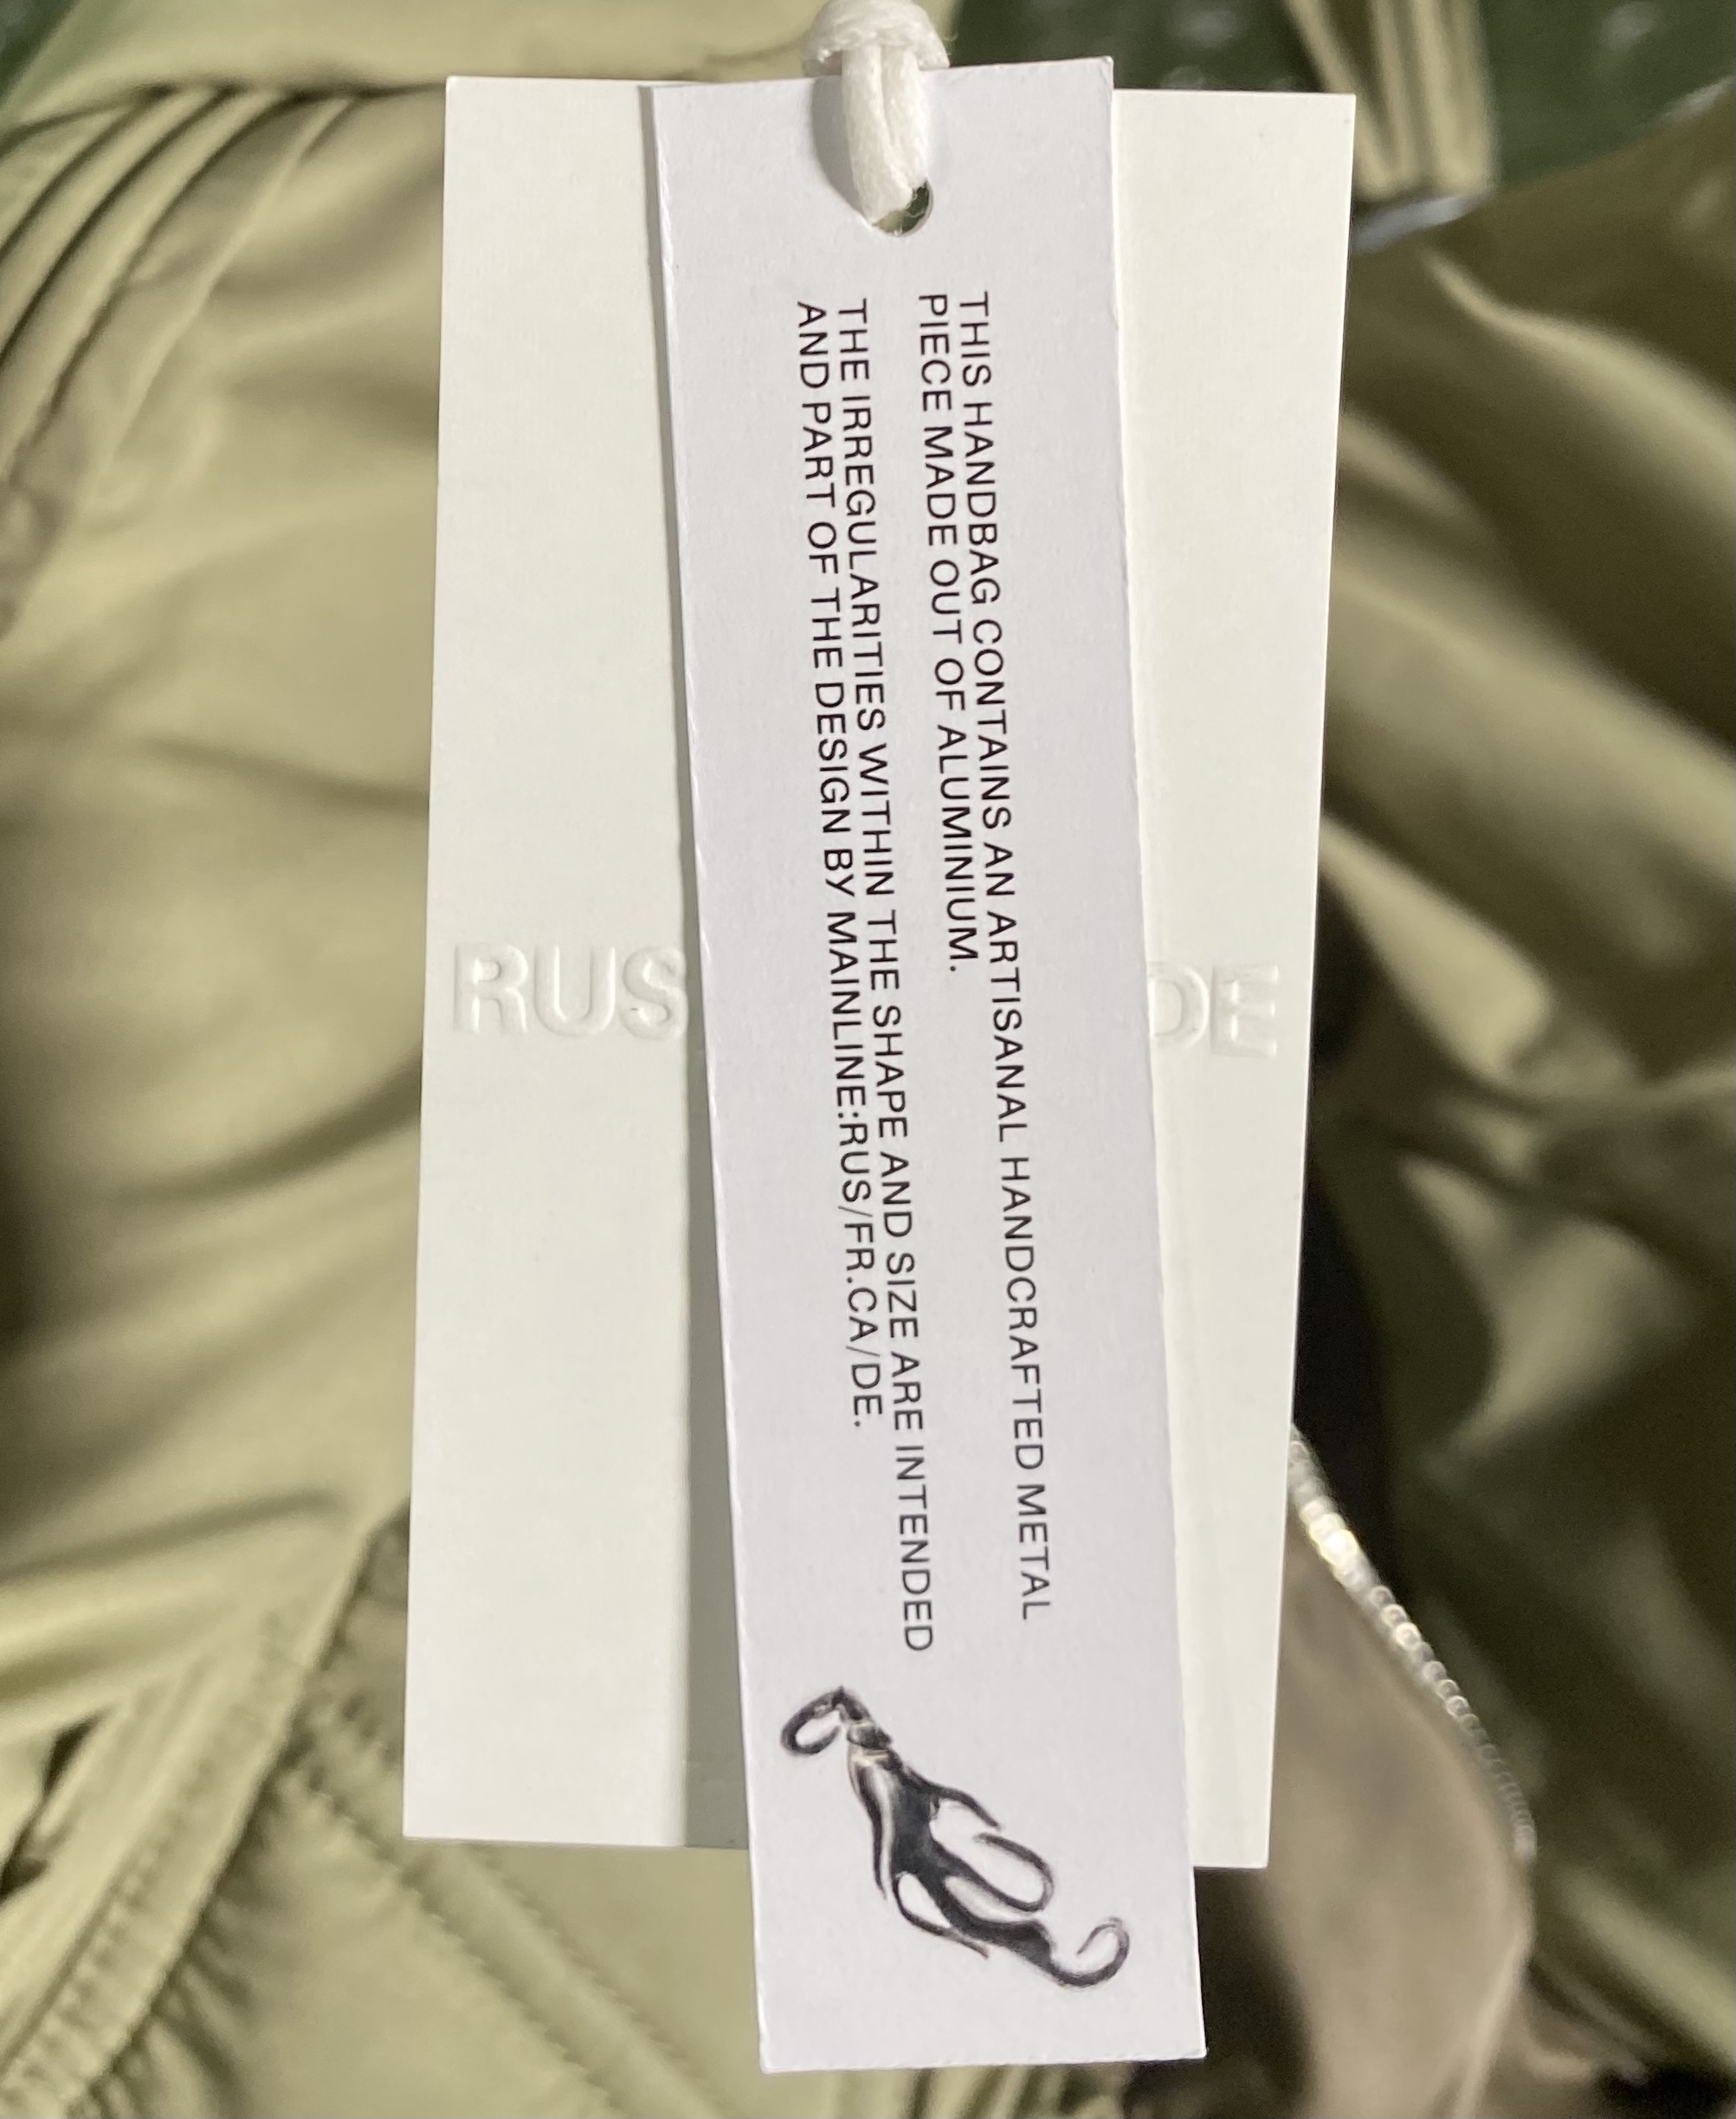 THIS HANDBAG CONTAINS AN ARTISANAL HANDCRAFTED METAL
PIECE MADE OUT OF ALUMINIUM.
THE IRREGULARITIES WITHIN THE SHAPE AND SIZE ARE INTENDED
AND PART OF THE DESIGN BY MAINLINE:RUS/FR.CA/DE.
RUS DE